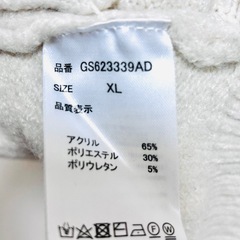 品番 GS623339AD
SIZE XL
品質表示
アクリル 65%
ポリエステル 30%
ポリウレタン 5%